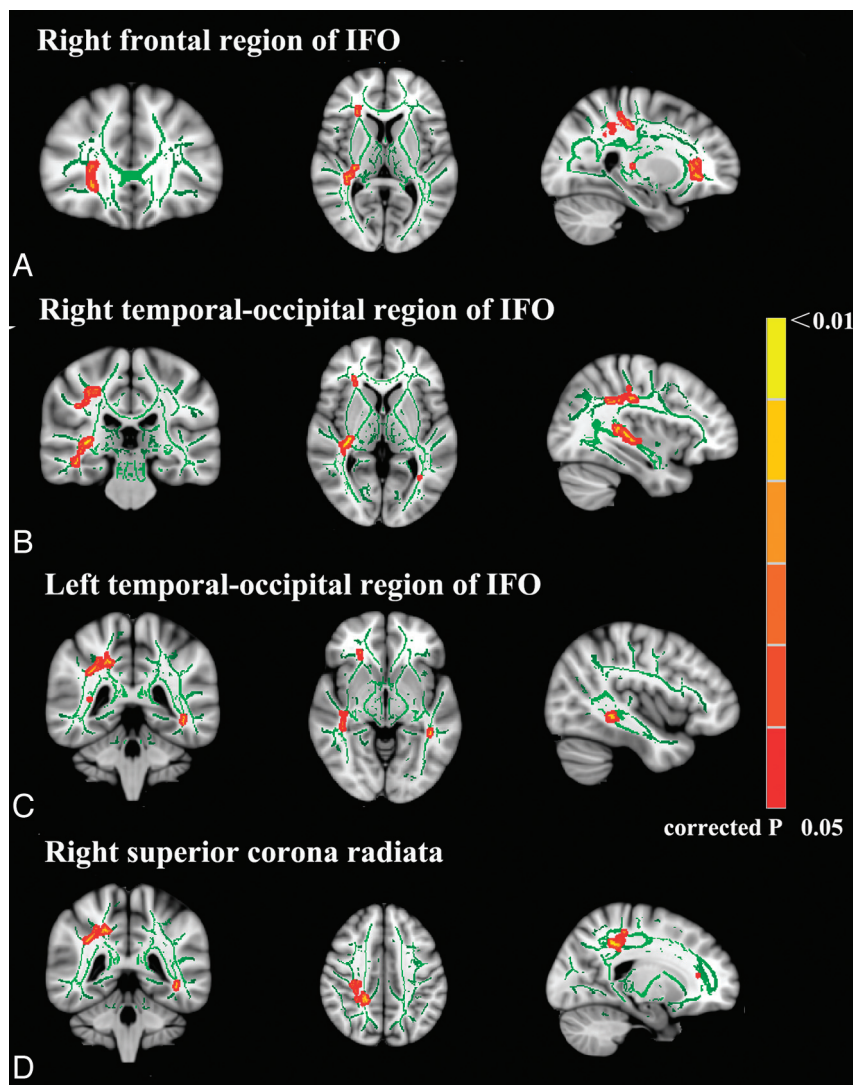 Right frontal region of IFO
A
Right temporal-occipital region of IFO
<0.01
B
Left temporal-occipital region of IFO
C
corrected P 0.05
Right superior corona radiata
D